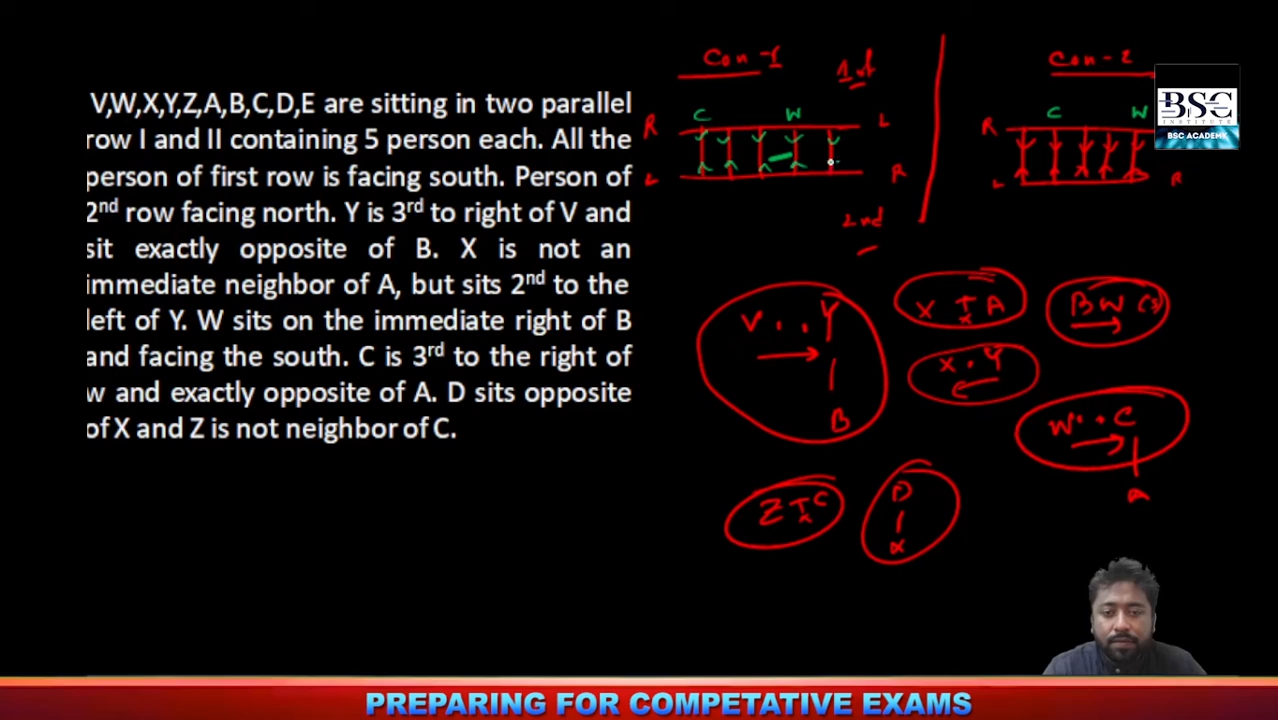 V,W,X,Y,Z,A,B,C,D,E are sitting in two parallel
row I and II containing 5 person each. All the
person of first row is facing south. Person of
2nd row facing north. Y is 3rd to right of V and
sit exactly opposite of B. X is not an
immediate neighbor of A, but sits 2nd to the
left of Y. W sits on the immediate right of B
and facing the south. C is 3rd to the right of
w and exactly opposite of A. D sits opposite
of X and Z is not neighbor of C.
Con-1
1st
C W
R L
L R
2nd
Con-2
C W
R
L R
V . . Y
B
X A
B W (S)
X . Y
W . . C
A
Z C
D
X
BSC
INSTITUTE
BSC ACADEMY
PREPARING FOR COMPETATIVE EXAMS